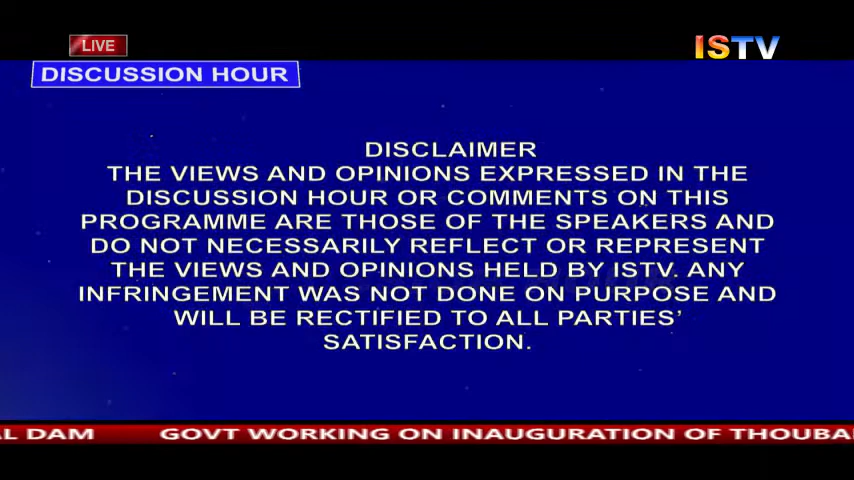 LIVE
ISTV
DISCUSSION HOUR
DISCLAIMER
THE VIEWS AND OPINIONS EXPRESSED IN THE
DISCUSSION HOUR OR COMMENTS ON THIS
PROGRAMME ARE THOSE OF THE SPEAKERS AND
DO NOT NECESSARILY REFLECT OR REPRESENT
THE VIEWS AND OPINIONS HELD BY ISTV. ANY
INFRINGEMENT WAS NOT DONE ON PURPOSE AND
WILL BE RECTIFIED TO ALL PARTIES’
SATISFACTION.
AL DAM GOVT WORKING ON INAUGURATION OF THOUBA